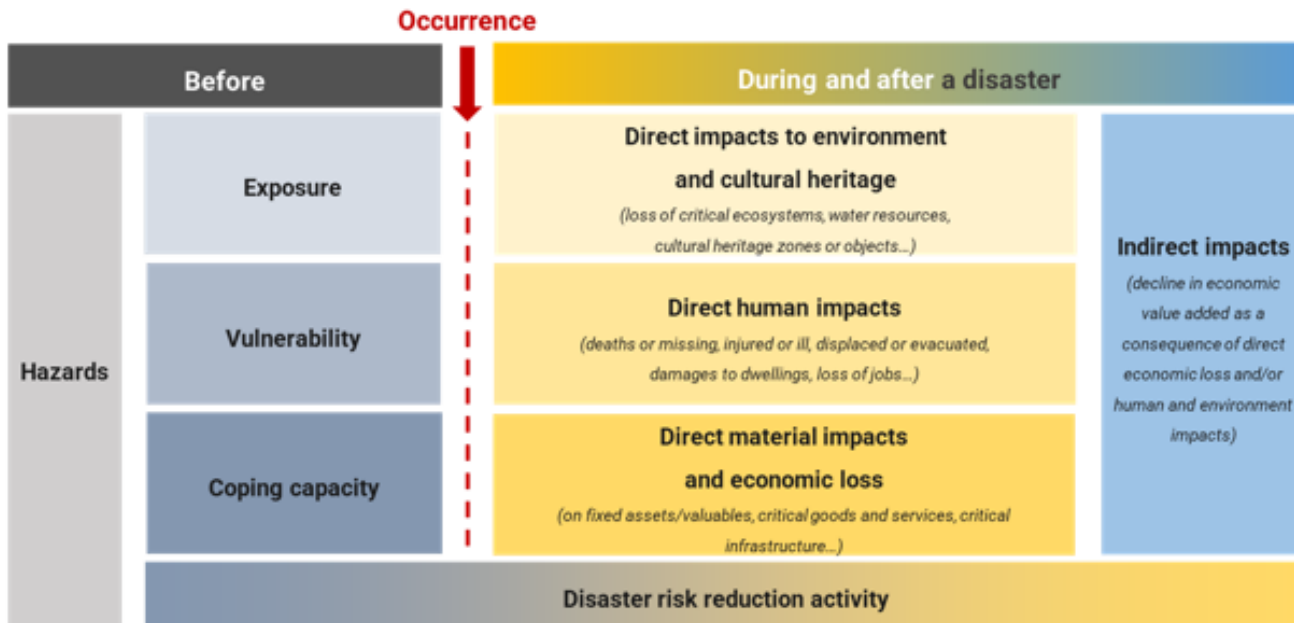 Occurrence
Before
During and after a disaster
Hazards
Exposure
Vulnerability
Coping capacity
Direct impacts to environment
and cultural heritage
(loss of critical ecosystems, water resources,
cultural heritage zones or objects...)
Direct human impacts
(deaths or missing, injured or ill, displaced or evacuated,
damages to dwellings, loss of jobs...)
Direct material impacts
and economic loss
(on fixed assets/valuables, critical goods and services, critical
infrastructure...)
Indirect impacts
(decline in economic
value added as a
consequence of direct
economic loss and/or
human and environment
impacts)
Disaster risk reduction activity